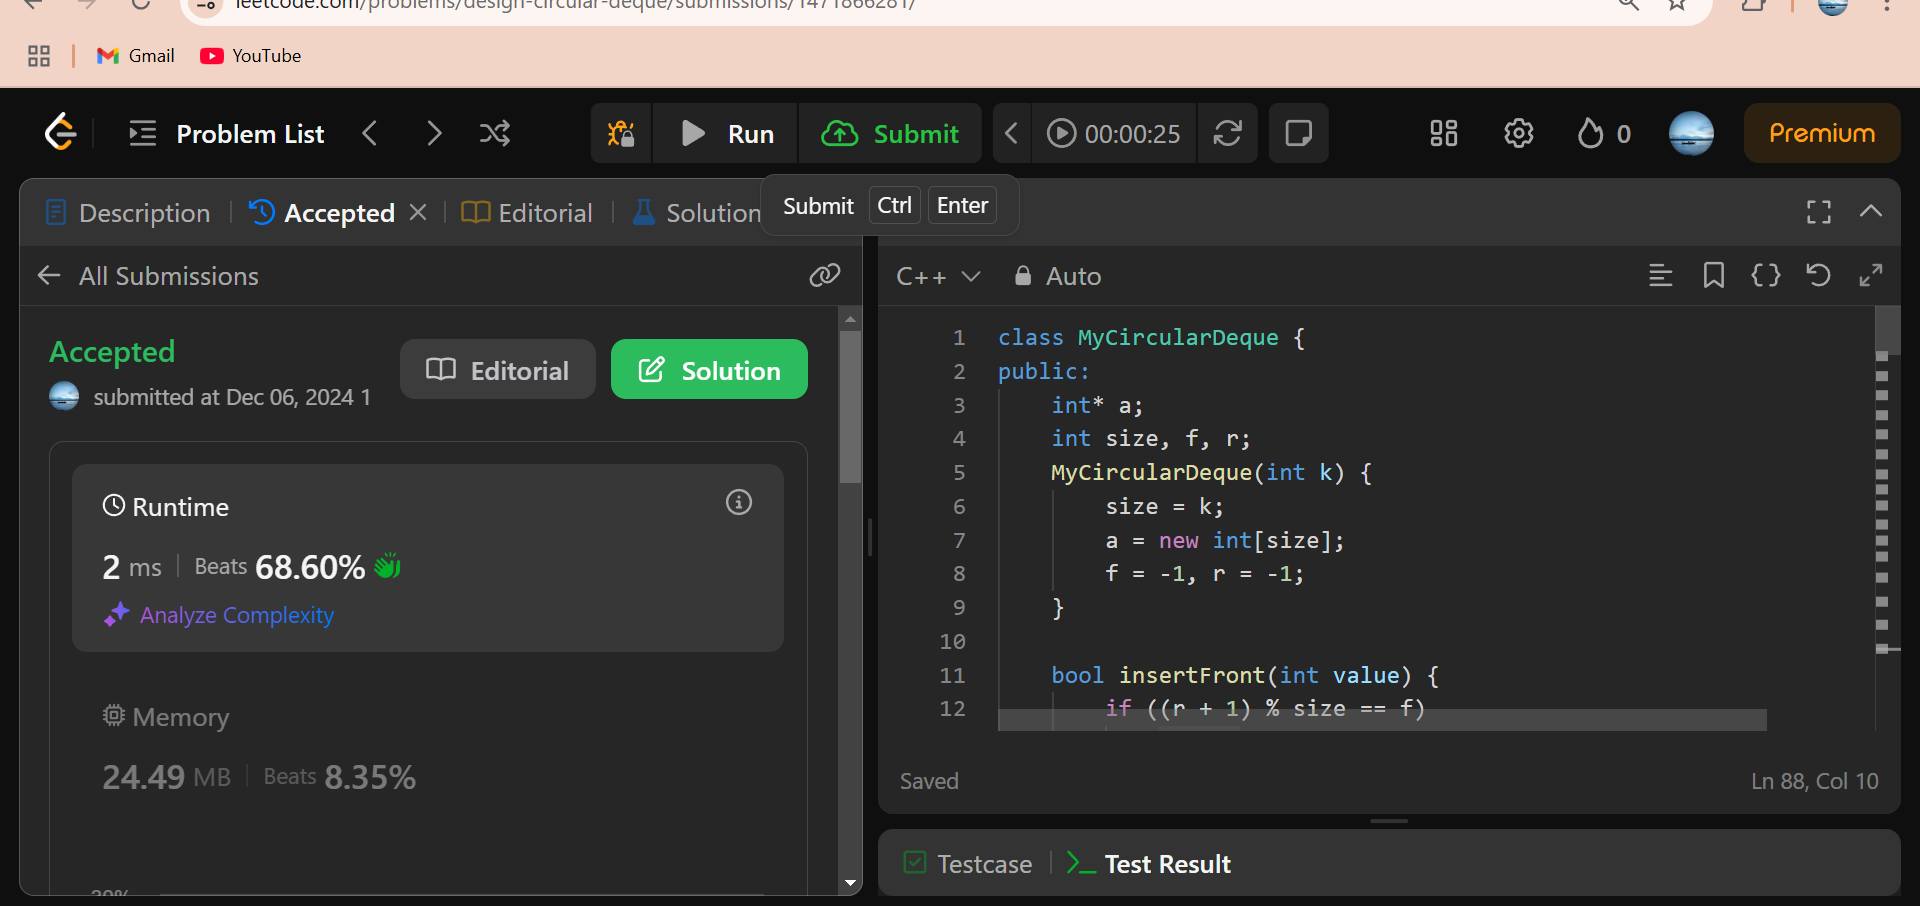 leetcode.com/problems/design-circular-deque/submissions/1471866281/
Gmail YouTube
Problem List Run Submit 00:00:25 0 Premium
Description Accepted Editorial Solution
Submit Ctrl Enter
All Submissions
Accepted
submitted at Dec 06, 2024 1
Editorial Solution
Runtime
2 ms Beats 68.60%
Analyze Complexity
Memory
24.49 MB Beats 8.35%
C++ Auto
1 class MyCircularDeque {
2 public:
3 int* a;
4 int size, f, r;
5 MyCircularDeque(int k) {
6 size = k;
7 a = new int[size];
8 f = -1, r = -1;
9 }
10
11 bool insertFront(int value) {
12 if ((r + 1) % size == f)
Saved Ln 88, Col 10
Testcase Test Result